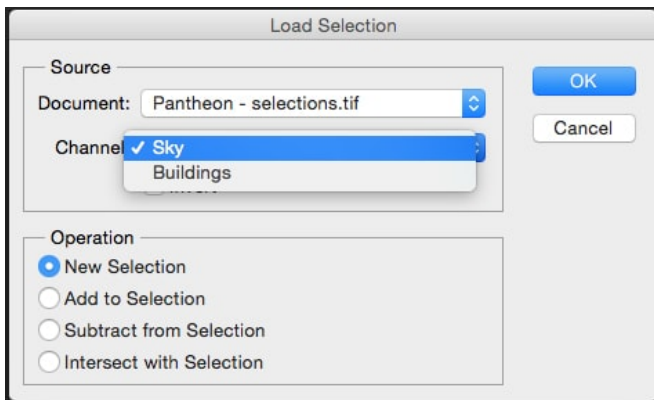 Load Selection
Source
Document: Pantheon - selections.tif
OK
Channel ✓ Sky
Cancel
Buildings
Operation
New Selection
Add to Selection
Subtract from Selection
Intersect with Selection